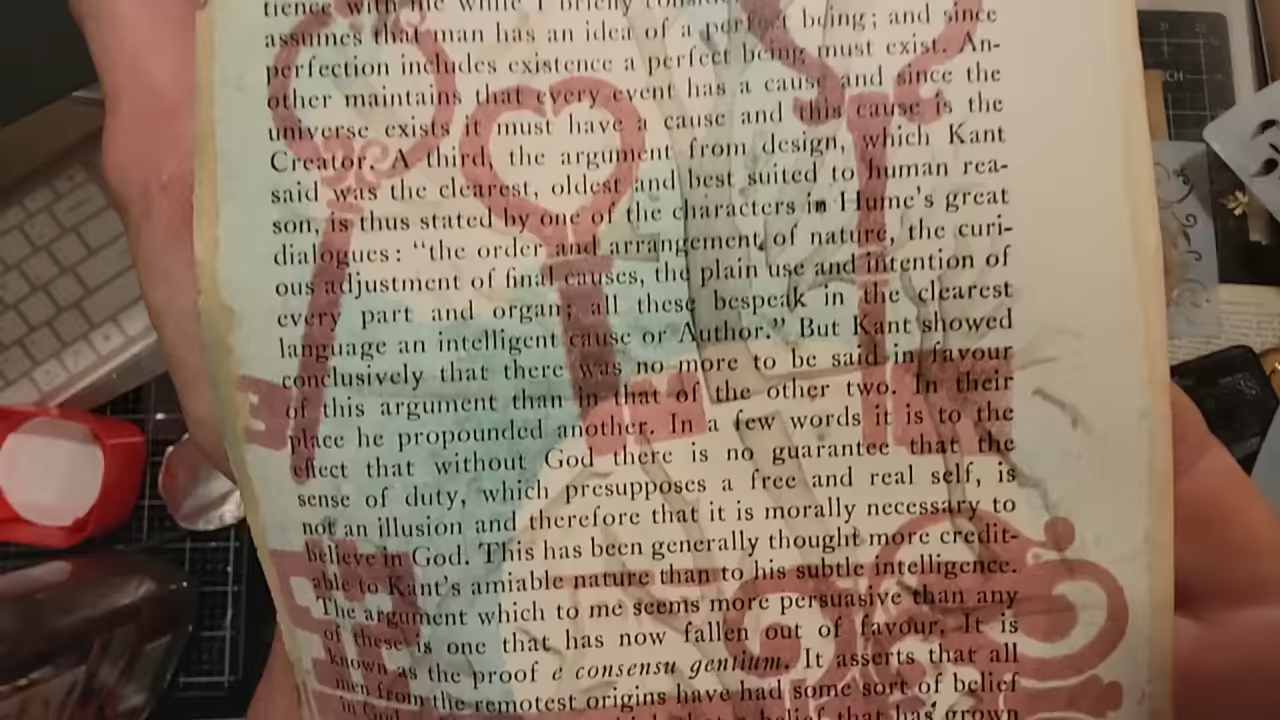 tience with me while I briefly
assumes that man has an idea of a perfect being; and since
perfection includes existence a perfect being must exist. An-
other maintains that every event has a cause and since the
universe exists it must have a cause and this cause is the
Creator. A third, the argument from design, which Kant
said was the clearest, oldest and best suited to human rea-
son, is thus stated by one of the characters in Hume's great
dialogues: “the order and arrangement of nature, the curi-
ous adjustment of final causes, the plain use and intention of
every part and organ; all these bespeak in the clearest
language an intelligent cause or Author.” But Kant showed
conclusively that there was no more to be said in favour
of this argument than in that of the other two. In their
place he propounded another. In a few words it is to the
effect that without God there is no guarantee that the
sense of duty, which presupposes a free and real self, is
not an illusion and therefore that it is morally necessary to
believe in God. This has been generally thought more credit-
able to Kant's amiable nature than to his subtle intelligence.
The argument which to me seems more persuasive than any
of these is one that has now fallen out of favour. It is
known as the proof e consensu gentium. It asserts that all
men from the remotest origins have had some sort of belief
in God belief that has grown